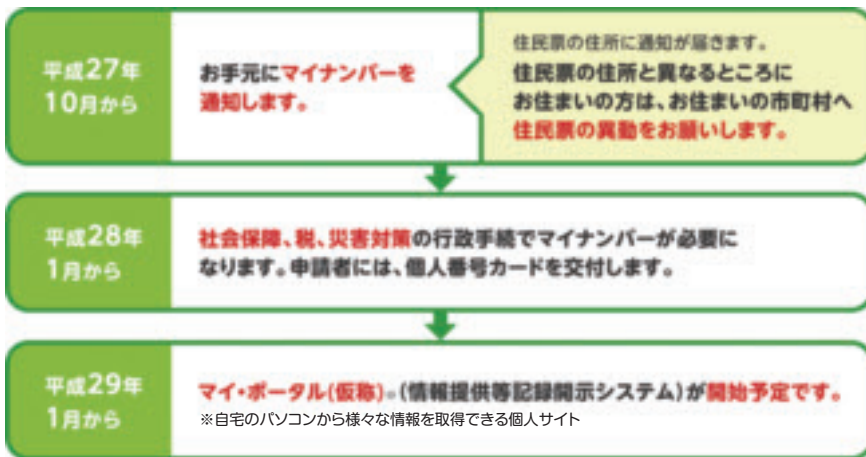 平成27年
10月から
お手元にマイナンバーを
通知します。
住民票の住所に通知が届きます。
住民票の住所と異なるところに
お住まいの方は、お住まいの市町村へ
住民票の異動をお願いします。
平成28年
1月から
社会保障、税、災害対策の行政手続でマイナンバーが必要に
なります。申請者には、個人番号カードを交付します。
平成29年
1月から
マイ・ポータル(仮称)※(情報提供等記録開示システム)が開始予定です。
※自宅のパソコンから様々な情報を取得できる個人サイト